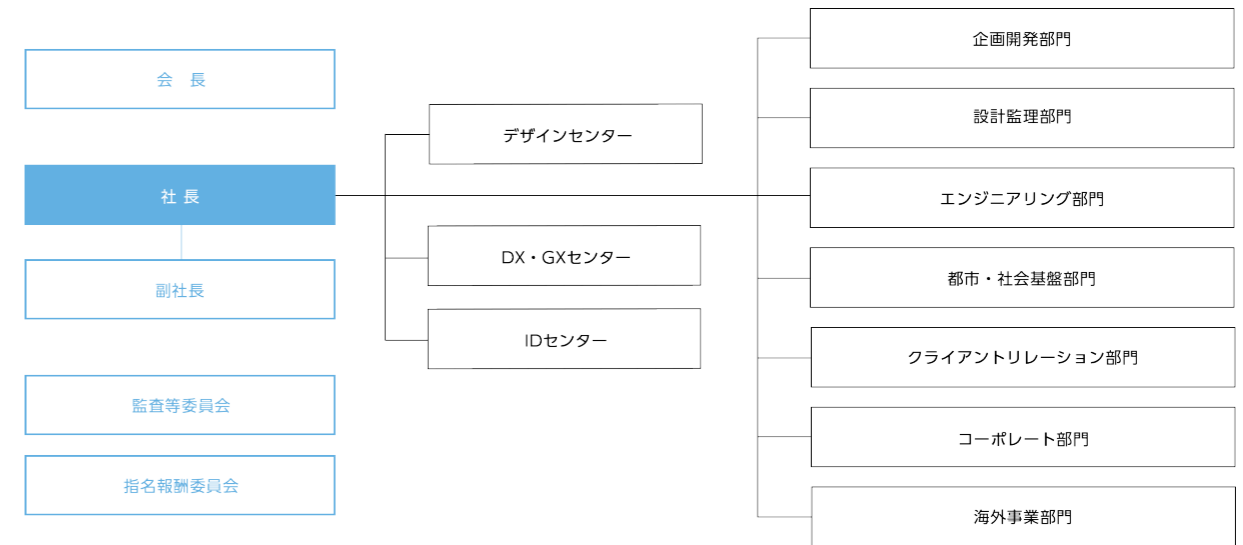 会　長
社 長
副社長
監査等委員会
指名報酬委員会
デザインセンター
DX・GXセンター
IDセンター
企画開発部門
設計監理部門
エンジニアリング部門
都市・社会基盤部門
クライアントリレーション部門
コーポレート部門
海外事業部門